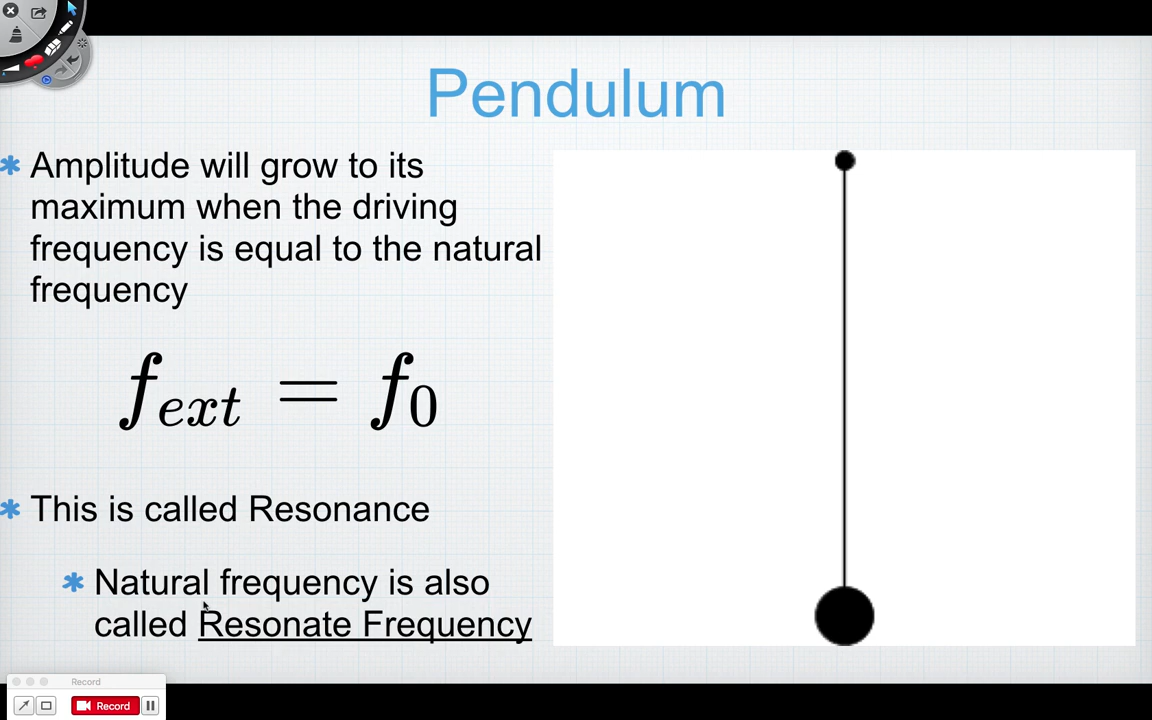 Pendulum
Amplitude will grow to its
maximum when the driving
frequency is equal to the natural
frequency
f_ext = f_0
This is called Resonance
Natural frequency is also
called Resonate Frequency
Record
Record